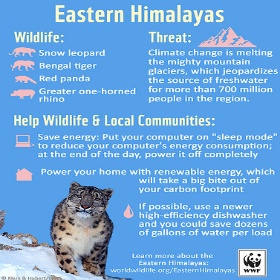 Eastern Himalayas
Wildlife:
Snow leopard
Bengal tiger
Red panda
Greater one-horned
rhino
Threat:
Climate change is melting
the mighty mountain
glaciers, which jeopardizes
the source of freshwater
for more than 700 million
people in the region.
Help Wildlife & Local Communities:
Save energy: Put your computer on "sleep mode"
to reduce your computer's energy consumption;
at the end of the day, power it off completely
Power your home with renewable energy, which
will take a big bite out of
your carbon footprint
If possible, use a newer
high-efficiency dishwasher
and you could save dozens
of gallons of water per load
Learn more about the
Eastern Himalayas:
worldwildlife.org/EasternHimalayas
WWF